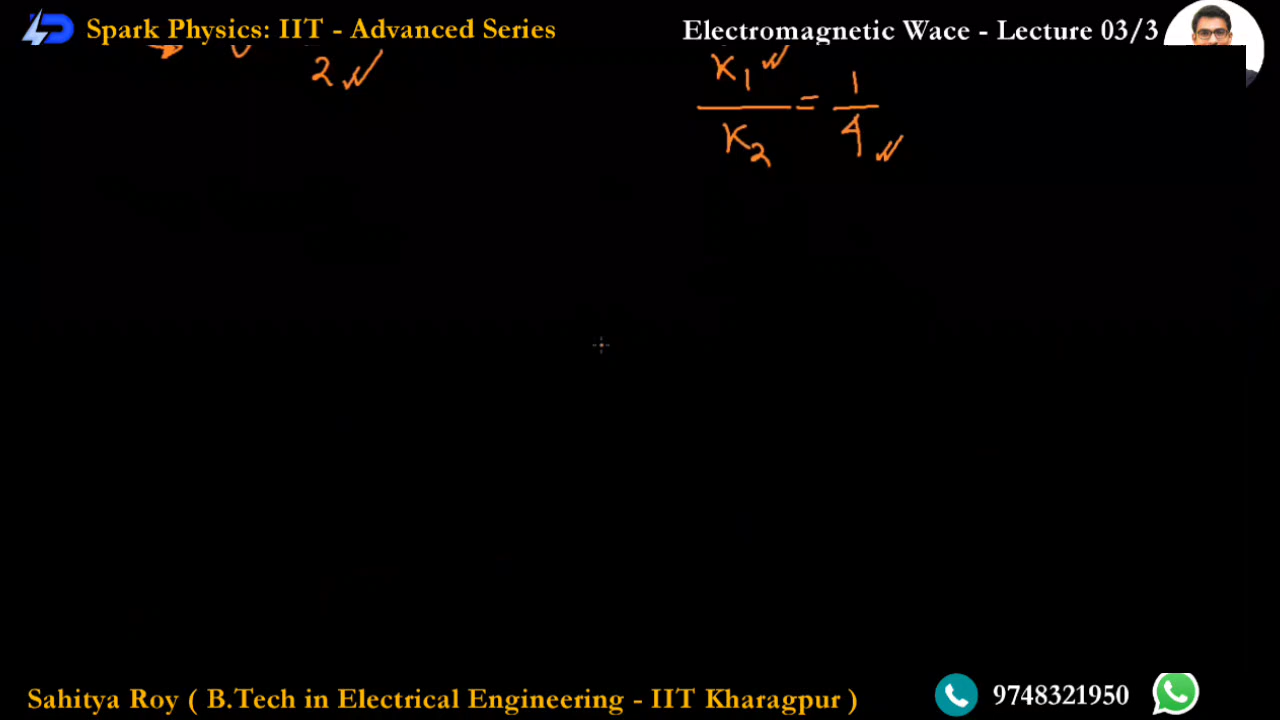 Spark Physics: IIT - Advanced Series
Electromagnetic Wace - Lecture 03/3
2
K1
K2
=
1
4
Sahitya Roy ( B.Tech in Electrical Engineering - IIT Kharagpur )
9748321950